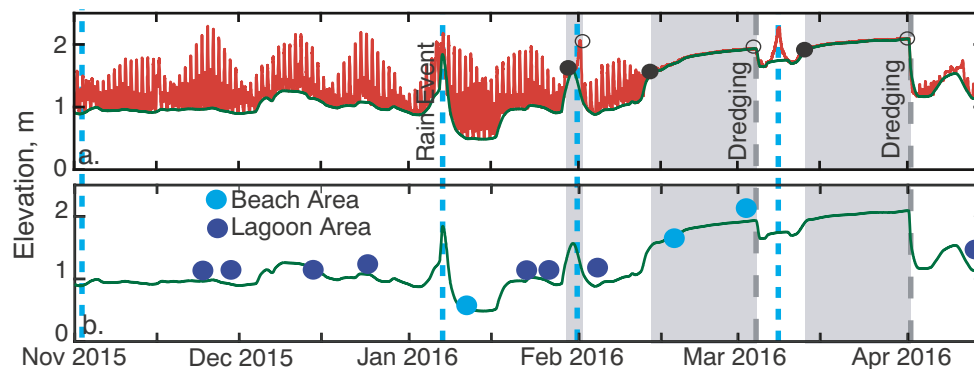 2
1
0
a.
Rain Event
Dredging
Dredging
Elevation, m
Beach Area
Lagoon Area
2
1
0
b.
Nov 2015 Dec 2015 Jan 2016 Feb 2016 Mar 2016 Apr 2016